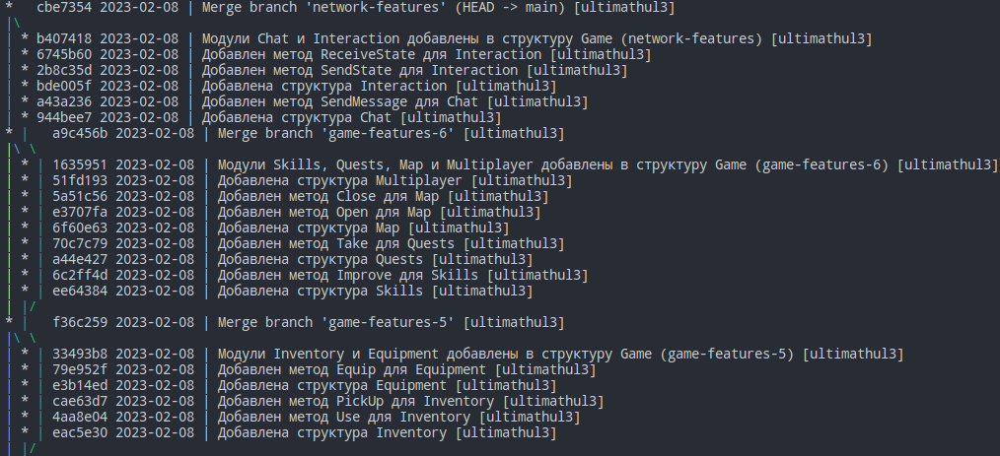 *   cbe7354 2023-02-08 | Merge branch 'network-features' (HEAD -> main) [ultimathul3]
|\
| * b407418 2023-02-08 | Модули Chat и Interaction добавлены в структуру Game (network-features) [ultimathul3]
| * 6745b60 2023-02-08 | Добавлен метод ReceiveState для Interaction [ultimathul3]
| * 2b8c35d 2023-02-08 | Добавлен метод SendState для Interaction [ultimathul3]
| * bde005f 2023-02-08 | Добавлена структура Interaction [ultimathul3]
| * a43a236 2023-02-08 | Добавлен метод SendMessage для Chat [ultimathul3]
| * 944bee7 2023-02-08 | Добавлена структура Chat [ultimathul3]
* |   a9c456b 2023-02-08 | Merge branch 'game-features-6' [ultimathul3]
|\ \
| * | 1635951 2023-02-08 | Модули Skills, Quests, Map и Multiplayer добавлены в структуру Game (game-features-6) [ultimathul3]
| * | 51fd193 2023-02-08 | Добавлена структура Multiplayer [ultimathul3]
| * | 5a51c56 2023-02-08 | Добавлен метод Close для Map [ultimathul3]
| * | e3707fa 2023-02-08 | Добавлен метод Open для Map [ultimathul3]
| * | 6f60e63 2023-02-08 | Добавлена структура Map [ultimathul3]
| * | 70c7c79 2023-02-08 | Добавлен метод Take для Quests [ultimathul3]
| * | a44e427 2023-02-08 | Добавлена структура Quests [ultimathul3]
| * | 6c2ff4d 2023-02-08 | Добавлен метод Improve для Skills [ultimathul3]
| * | ee64384 2023-02-08 | Добавлена структура Skills [ultimathul3]
| |/
* |   f36c259 2023-02-08 | Merge branch 'game-features-5' [ultimathul3]
|\ \
| * | 33493b8 2023-02-08 | Модули Inventory и Equipment добавлены в структуру Game (game-features-5) [ultimathul3]
| * | 79e952f 2023-02-08 | Добавлен метод Equip для Equipment [ultimathul3]
| * | e3b14ed 2023-02-08 | Добавлена структура Equipment [ultimathul3]
| * | cae63d7 2023-02-08 | Добавлен метод PickUp для Inventory [ultimathul3]
| * | 4aa8e04 2023-02-08 | Добавлен метод Use для Inventory [ultimathul3]
| * | eac5e30 2023-02-08 | Добавлена структура Inventory [ultimathul3]
| |/